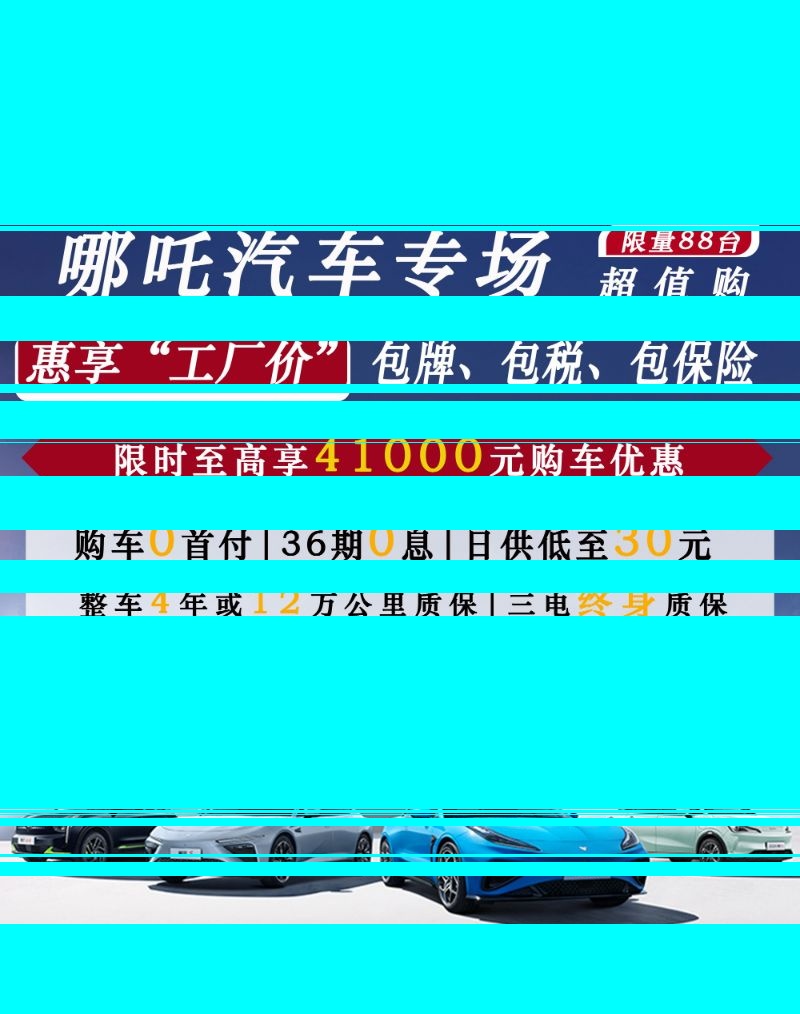 哪吒汽车专场
限量88台
超值购
惠享“工厂价” 包牌、包税、包保险
限时至高享41000元购车优惠
购车0首付|36期0息|日供低至30元
整车4年或12万公里质保|三电终身质保